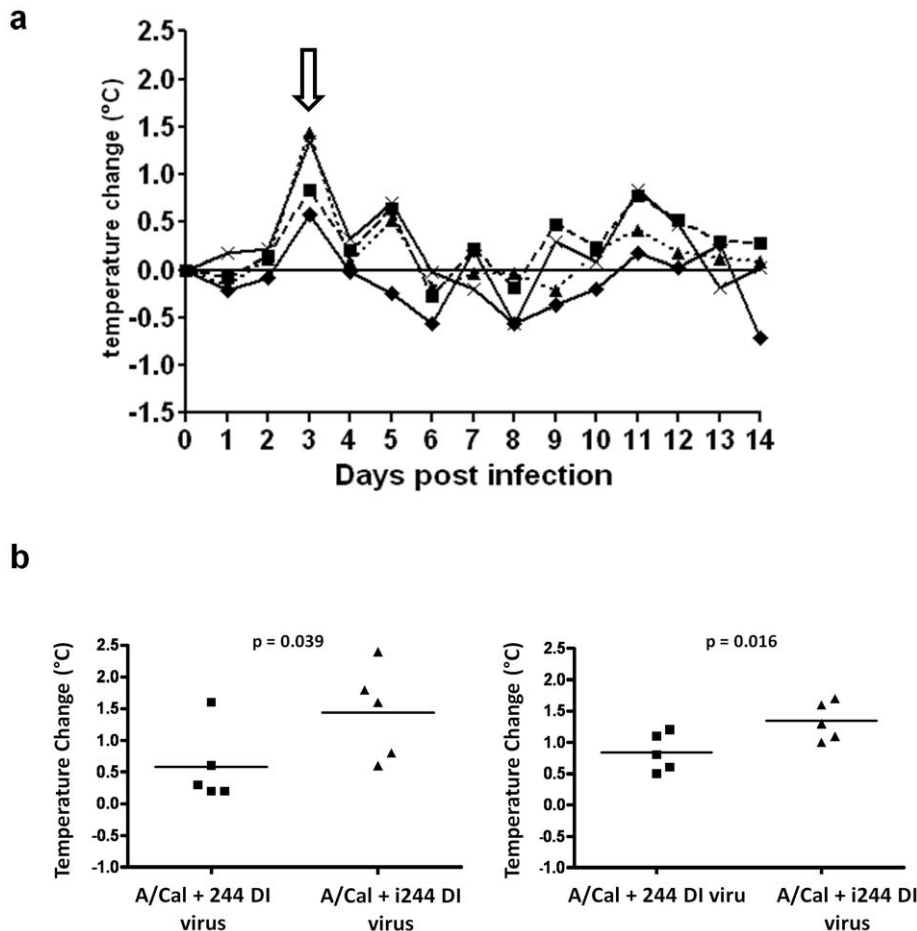 a
temperature change (°C)
2.5
2.0
1.5
1.0
0.5
0.0
-0.5
-1.0
-1.5
0 1 2 3 4 5 6 7 8 9 10 11 12 13 14
Days post infection
b
Temperature Change (°C)
p = 0.039
2.5
2.0
1.5
1.0
0.5
0.0
-0.5
-1.0
A/Cal + 244 DI
virus
A/Cal + i244 DI
virus
Temperature Change (°C)
p = 0.016
2.5
2.0
1.5
1.0
0.5
0.0
-0.5
-1.0
A/Cal + 244 DI viru
A/Cal + i244 DI
virus